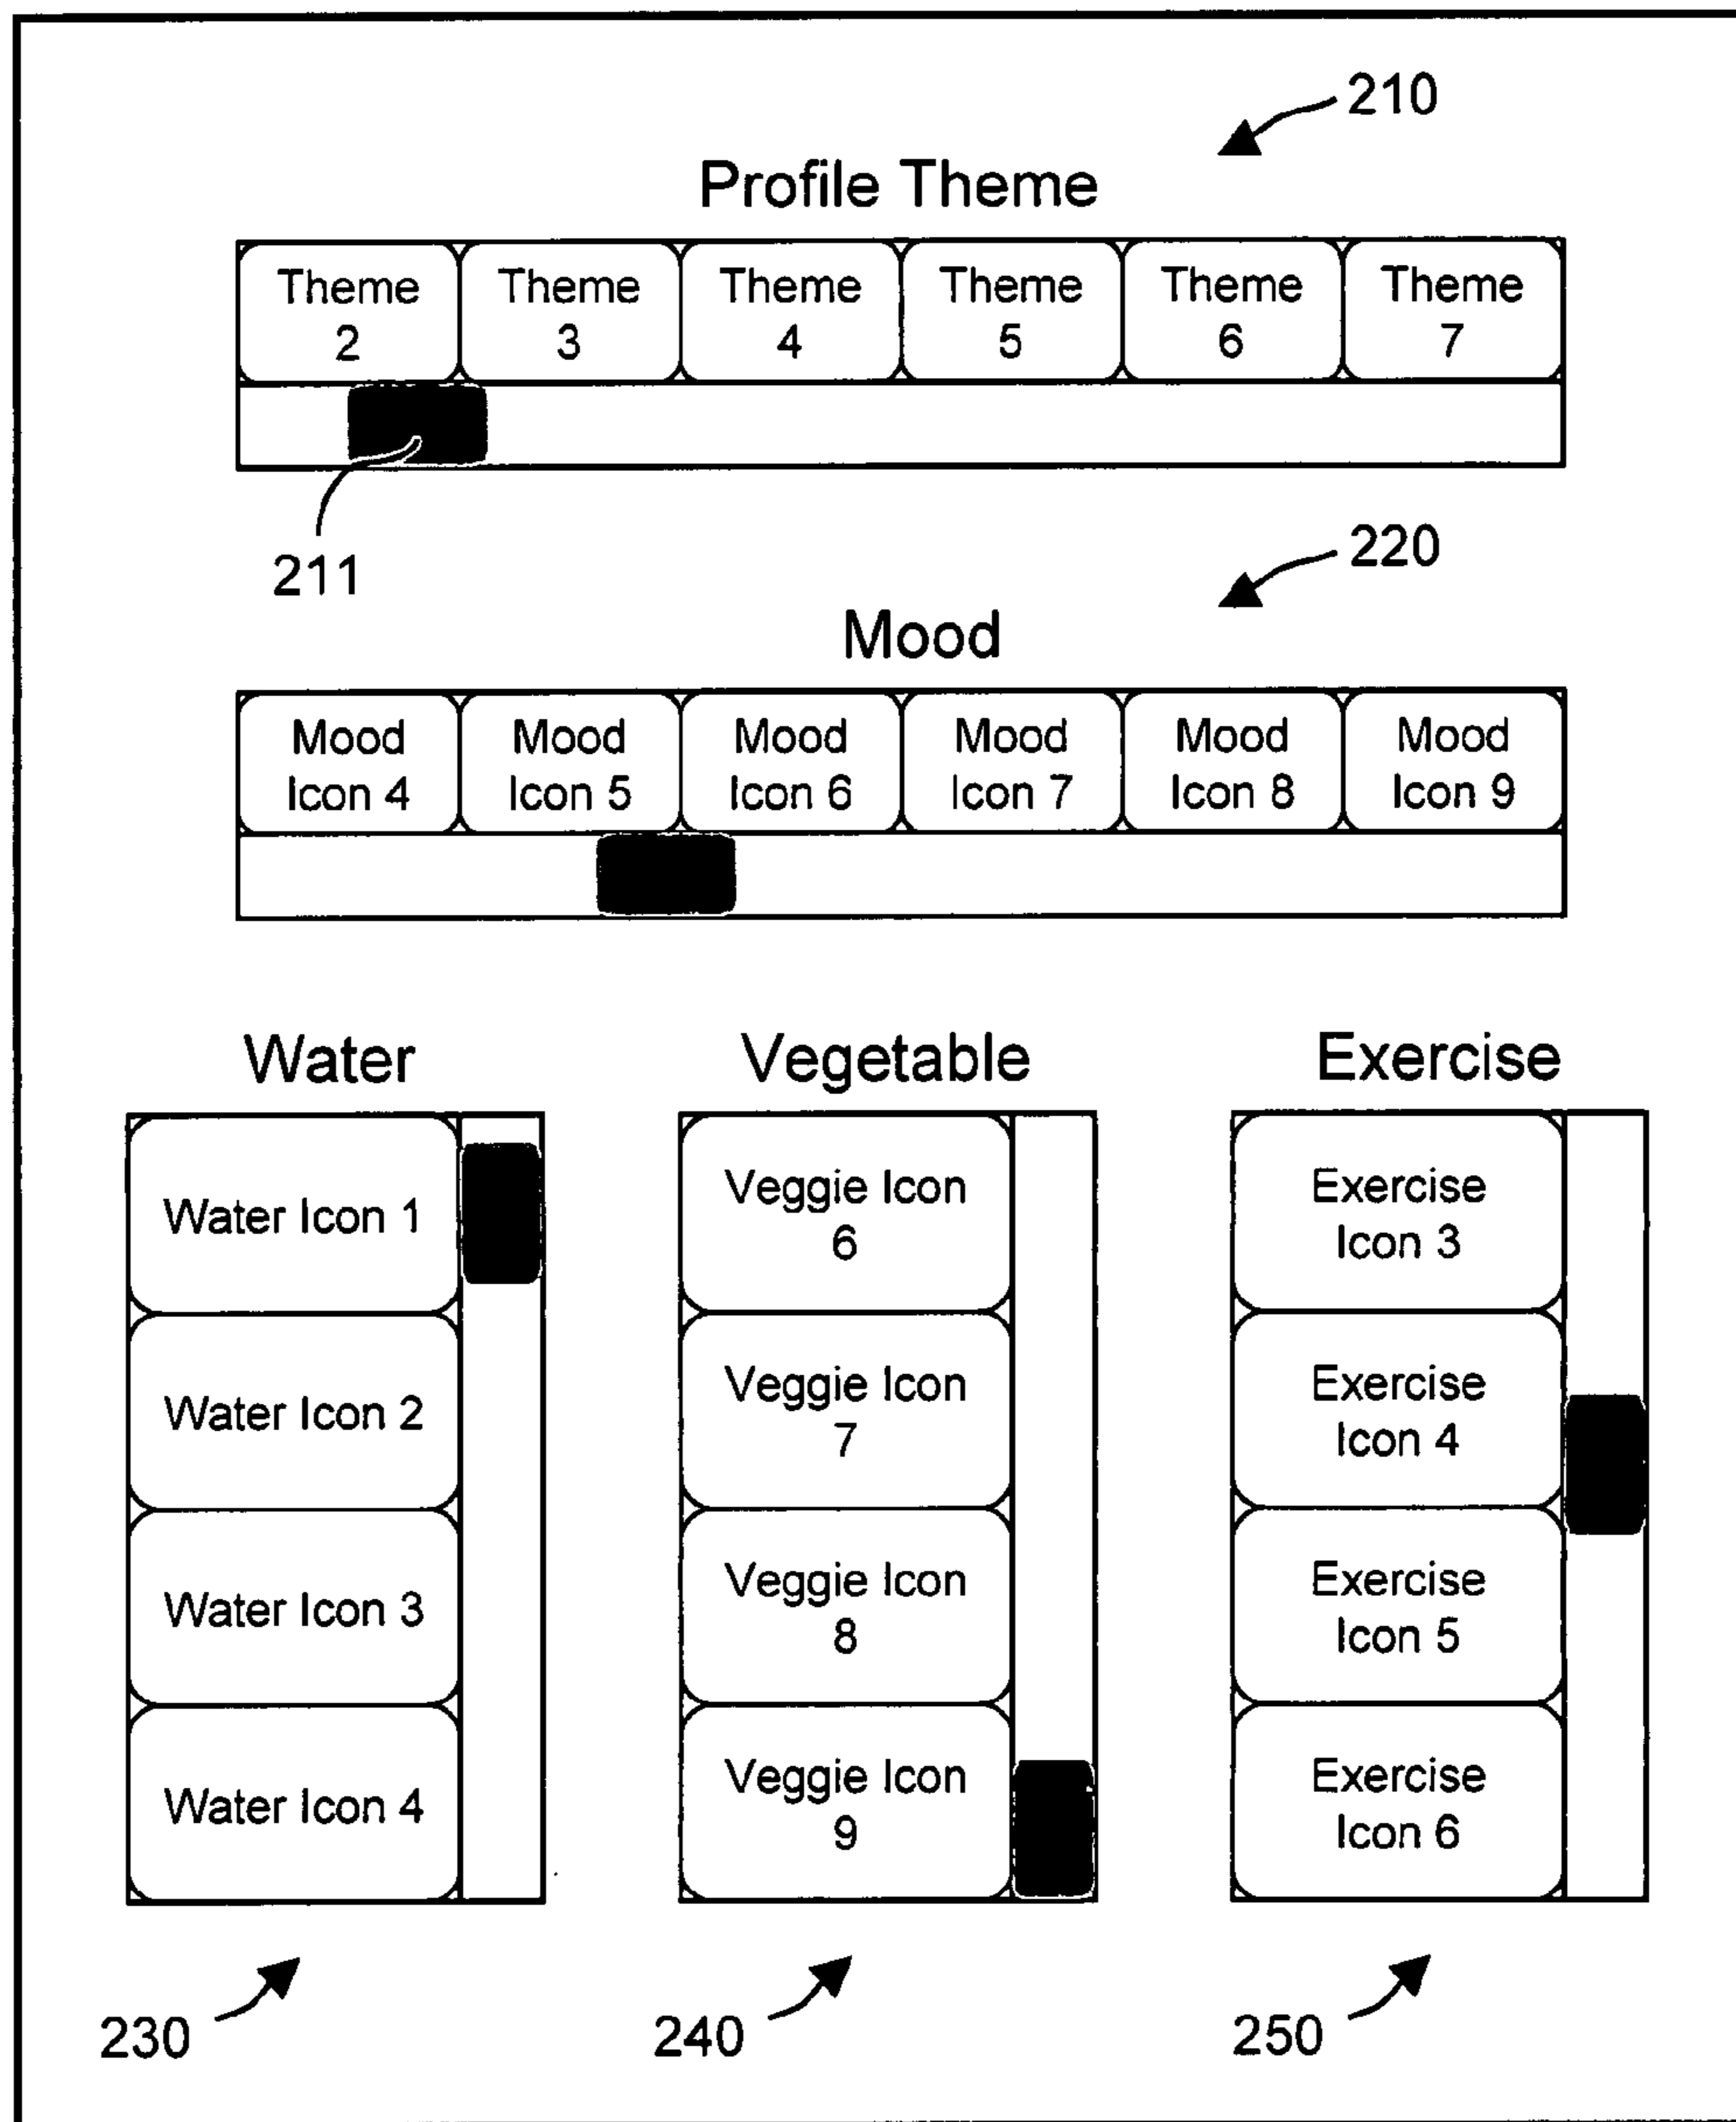 210
Profile Theme
Theme 2
Theme 3
Theme 4
Theme 5
Theme 6
Theme 7
211
220
Mood
Mood Icon 4
Mood Icon 5
Mood Icon 6
Mood Icon 7
Mood Icon 8
Mood Icon 9
Water
Water Icon 1
Water Icon 2
Water Icon 3
Water Icon 4
230
Vegetable
Veggie Icon 6
Veggie Icon 7
Veggie Icon 8
Veggie Icon 9
240
Exercise
Exercise Icon 3
Exercise Icon 4
Exercise Icon 5
Exercise Icon 6
250